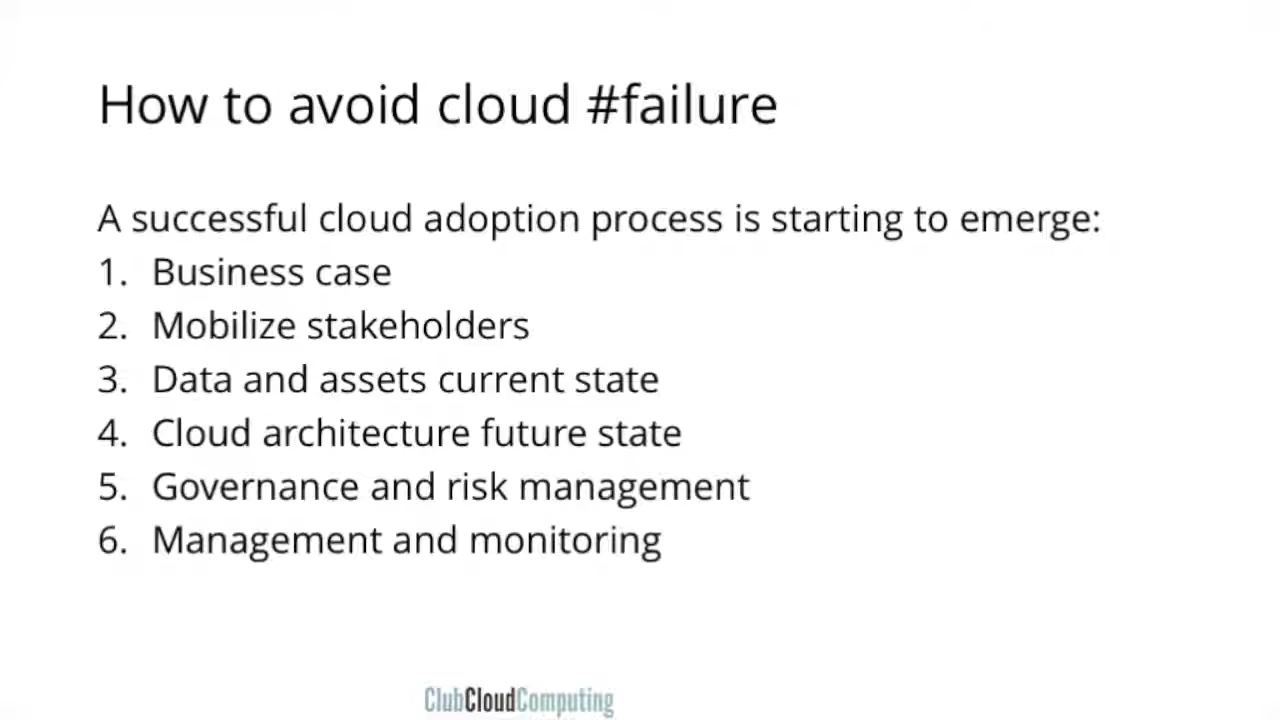 How to avoid cloud #failure
A successful cloud adoption process is starting to emerge:
1. Business case
2. Mobilize stakeholders
3. Data and assets current state
4. Cloud architecture future state
5. Governance and risk management
6. Management and monitoring
ClubCloudComputing